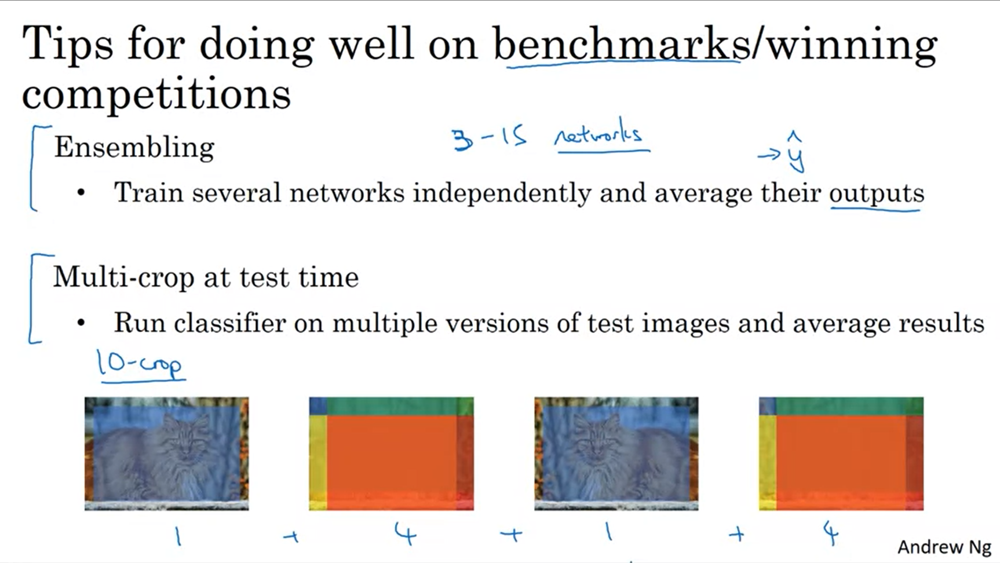 Tips for doing well on benchmarks/winning
competitions
Ensembling
3-15 networks
→ ŷ
• Train several networks independently and average their outputs
Multi-crop at test time
• Run classifier on multiple versions of test images and average results
10-crop
1 + 4 + 1 + 4
Andrew Ng